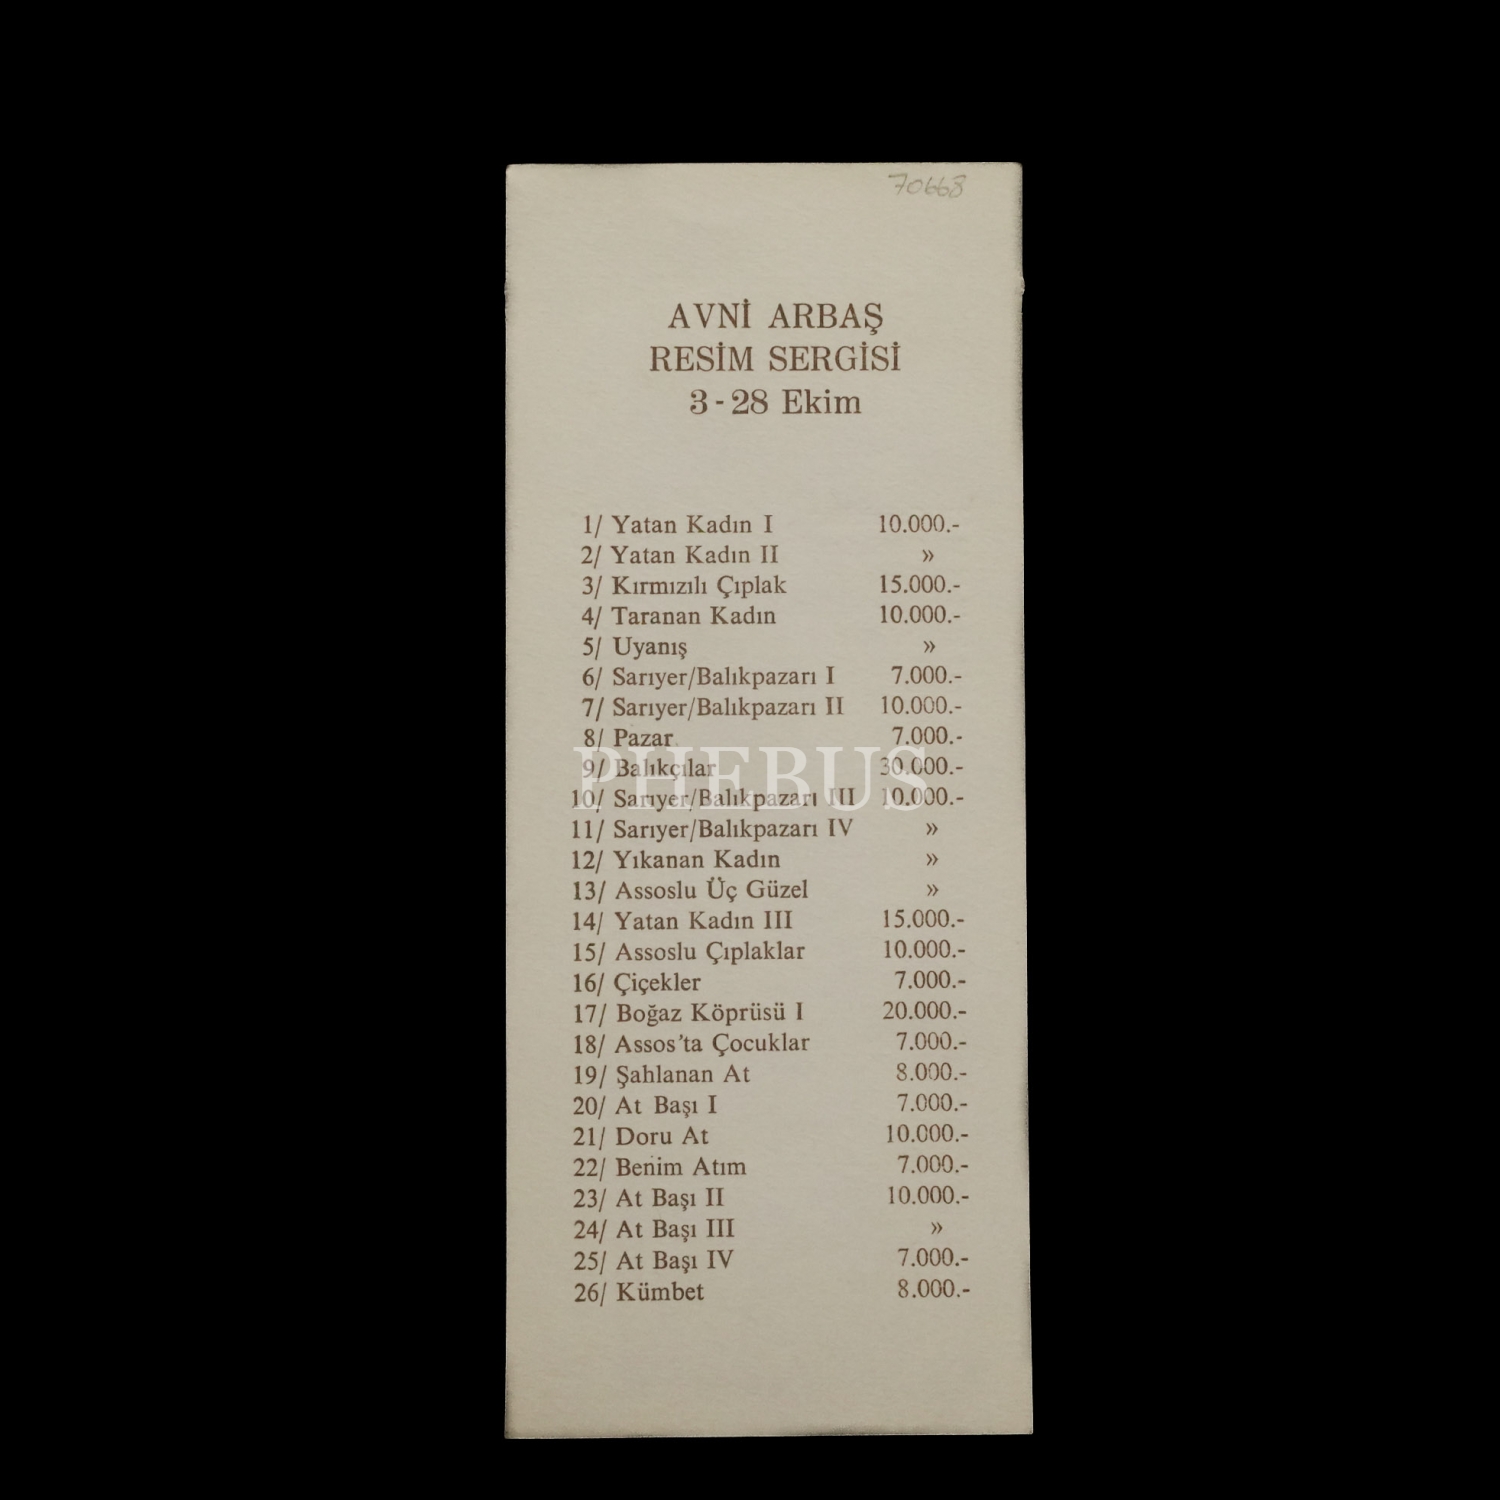 70668
AVNİ ARBAŞ
RESİM SERGİSİ
3-28 Ekim
1/ Yatan Kadın I 10.000.-
2/ Yatan Kadın II »
3/ Kırmızılı Çıplak 15.000.-
4/ Taranan Kadın 10.000.-
5/ Uyanış »
6/ Sarıyer/Balıkpazarı I 7.000.-
7/ Sarıyer/Balıkpazarı II 10.000.-
8/ Pazar 7.000.-
PHEBUS
9/ Balıkçılar 30.000.-
10/ Sarıyer/Balıkpazarı III 10.000.-
11/ Sarıyer/Balıkpazarı IV »
12/ Yıkanan Kadın »
13/ Assoslu Üç Güzel »
14/ Yatan Kadın III 15.000.-
15/ Assoslu Çıplaklar 10.000.-
16/ Çiçekler 7.000.-
17/ Boğaz Köprüsü I 20.000.-
18/ Assos'ta Çocuklar 7.000.-
19/ Şahlanan At 8.000.-
20/ At Başı I 7.000.-
21/ Doru At 10.000.-
22/ Benim Atım 7.000.-
23/ At Başı II 10.000.-
24/ At Başı III »
25/ At Başı IV 7.000.-
26/ Kümbet 8.000.-